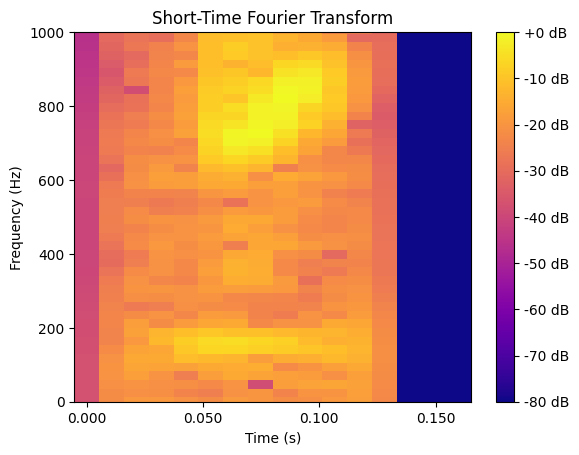 Short-Time Fourier Transform
1000
800
600
400
200
0
Frequency (Hz)
0.000
0.050
0.100
0.150
Time (s)
+0 dB
-10 dB
-20 dB
-30 dB
-40 dB
-50 dB
-60 dB
-70 dB
-80 dB